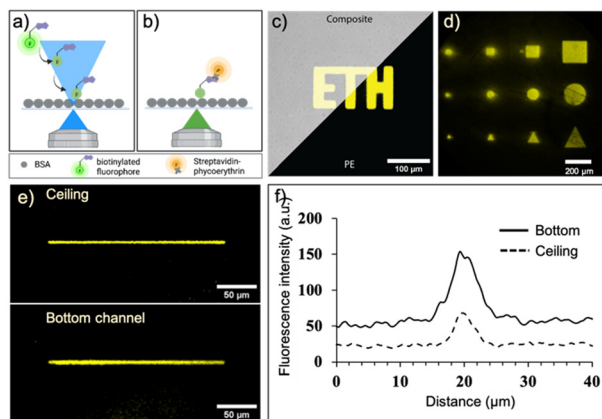 a)
b)
BSA
biotinylated
fluorophore
Streptavidin-
phycoerythrin
c)
Composite
ETH
PE
100 µm
d)
200 µm
e)
Ceiling
50 µm
Bottom channel
50 µm
f)
Fluorescence intensity (a.u.)
200
150
100
50
0
Bottom
Ceiling
0
10
20
30
40
Distance (µm)